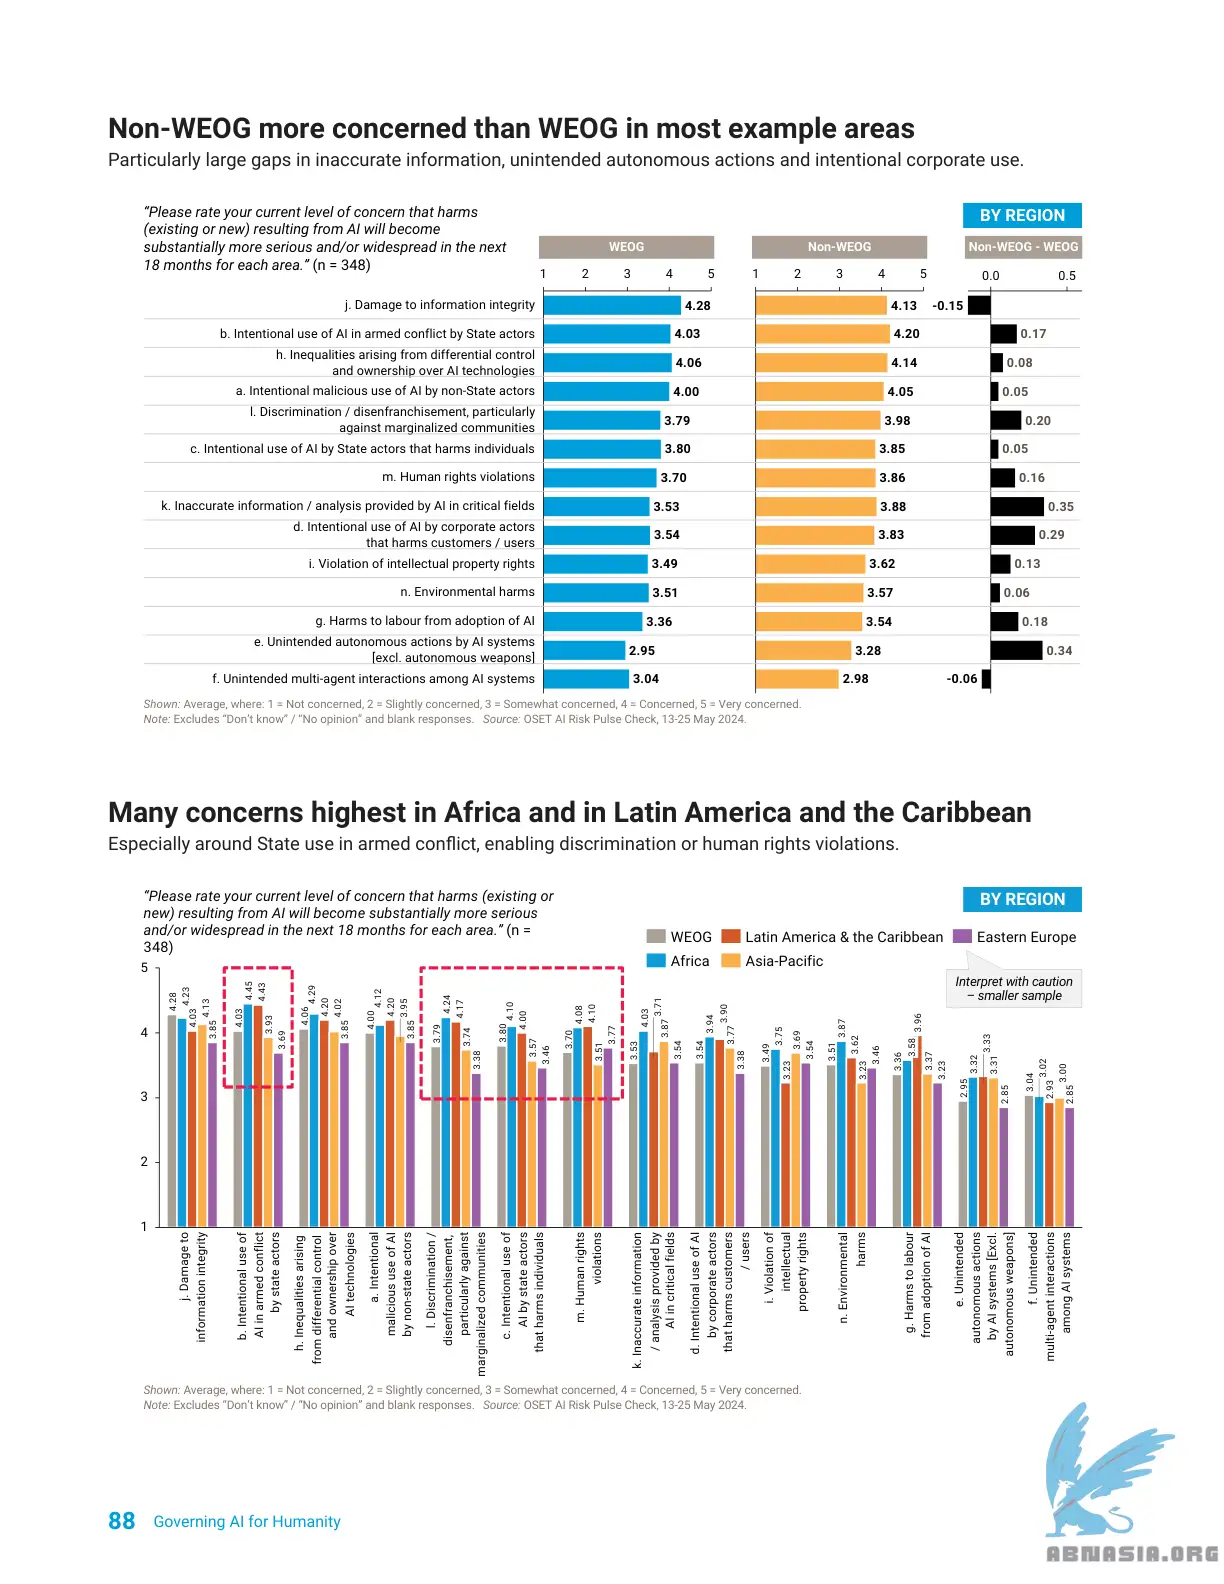 Non-WEOG more concerned than WEOG in most example areas
Particularly large gaps in inaccurate information, unintended autonomous actions and intentional corporate use.
“Please rate your current level of concern that harms
(existing or new) resulting from AI will become
substantially more serious and/or widespread in the next
18 months for each area.” (n = 348)
BY REGION
WEOG Non-WEOG Non-WEOG - WEOG
1 2 3 4 5 1 2 3 4 5 0.0 0.5
j. Damage to information integrity 4.28 4.13 -0.15
b. Intentional use of AI in armed conflict by State actors 4.03 4.20 0.17
h. Inequalities arising from differential control
and ownership over AI technologies 4.06 4.14 0.08
a. Intentional malicious use of AI by non-State actors 4.00 4.05 0.05
l. Discrimination / disenfranchisement, particularly
against marginalized communities 3.79 3.98 0.20
c. Intentional use of AI by State actors that harms individuals 3.80 3.85 0.05
m. Human rights violations 3.70 3.86 0.16
k. Inaccurate information / analysis provided by AI in critical fields 3.53 3.88 0.35
d. Intentional use of AI by corporate actors
that harms customers / users 3.54 3.83 0.29
i. Violation of intellectual property rights 3.49 3.62 0.13
n. Environmental harms 3.51 3.57 0.06
g. Harms to labour from adoption of AI 3.36 3.54 0.18
e. Unintended autonomous actions by AI systems
[excl. autonomous weapons] 2.95 3.28 0.34
f. Unintended multi-agent interactions among AI systems 3.04 2.98 -0.06
Shown: Average, where: 1 = Not concerned, 2 = Slightly concerned, 3 = Somewhat concerned, 4 = Concerned, 5 = Very concerned.
Note: Excludes “Don’t know” / “No opinion” and blank responses. Source: OSET AI Risk Pulse Check, 13-25 May 2024.
Many concerns highest in Africa and in Latin America and the Caribbean
Especially around State use in armed conflict, enabling discrimination or human rights violations.
“Please rate your current level of concern that harms (existing or
new) resulting from AI will become substantially more serious
and/or widespread in the next 18 months for each area.” (n =
348)
BY REGION
WEOG Latin America & the Caribbean Eastern Europe
Africa Asia-Pacific
Interpret with caution
– smaller sample
5
4
3
2
1
4.28 4.23 4.03 4.13 3.85
4.03 4.45 4.43 3.93 3.69
4.06 4.29 4.20 4.02 3.85
4.00 4.12 4.20 3.95 3.85
3.79 4.24 4.17 3.74 3.38
3.80 4.10 4.00 3.57 3.46
3.70 4.08 4.10 3.51 3.77
3.53 4.03 3.71 3.87 3.54
3.54 3.94 3.90 3.77 3.38
3.49 3.75 3.23 3.69 3.54
3.51 3.87 3.62 3.23 3.46
3.36 3.58 3.96 3.37 3.23
2.95 3.32 3.33 3.31 2.85
3.04 3.02 2.93 3.00 2.85
j. Damage to
information integrity
b. Intentional use of
AI in armed conflict
by state actors
h. Inequalities arising
from differential control
and ownership over
AI technologies
a. Intentional
malicious use of AI
by non-state actors
l. Discrimination /
disenfranchisement,
particularly against
marginalized communities
c. Intentional use of
AI by state actors
that harms individuals
m. Human rights
violations
k. Inaccurate information
/ analysis provided by
AI in critical fields
d. Intentional use of AI
by corporate actors
that harms customers
/ users
i. Violation of
intellectual
property rights
n. Environmental
harms
g. Harms to labour
from adoption of AI
e. Unintended
autonomous actions
by AI systems [Excl.
autonomous weapons]
f. Unintended
multi-agent interactions
among AI systems
Shown: Average, where: 1 = Not concerned, 2 = Slightly concerned, 3 = Somewhat concerned, 4 = Concerned, 5 = Very concerned.
Note: Excludes “Don’t know” / “No opinion” and blank responses. Source: OSET AI Risk Pulse Check, 13-25 May 2024.
88 Governing AI for Humanity
ABNASIA.ORG